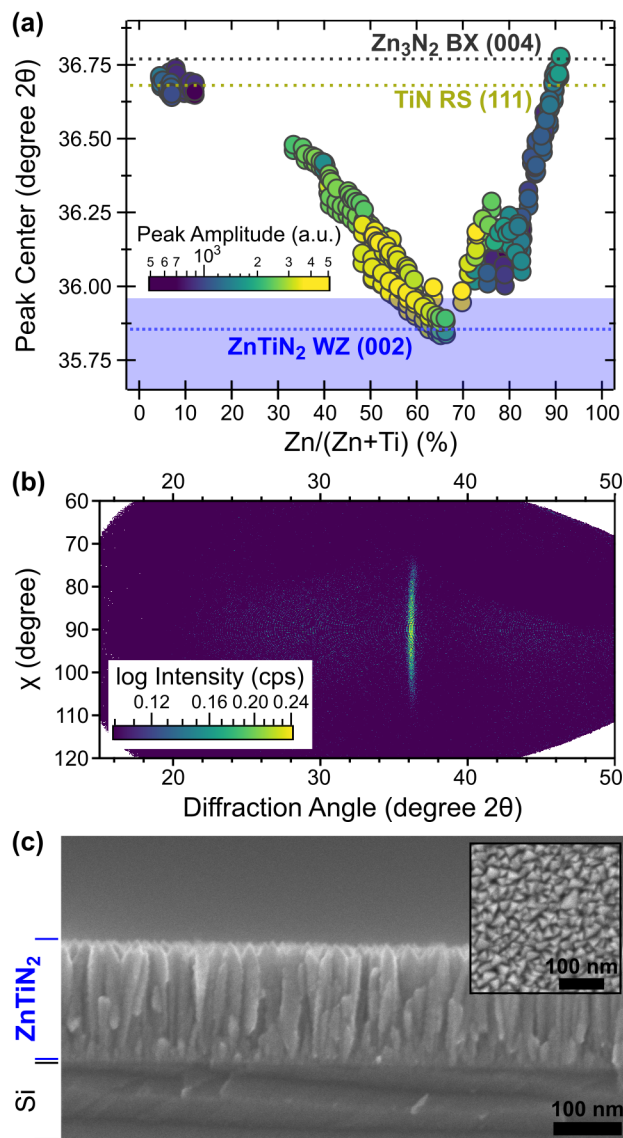 (a)
Zn₃N₂ BX (004)
TiN RS (111)
36.75
36.50
36.25
36.00
35.75
Peak Center (degree 2θ)
Peak Amplitude (a.u.)
5 6 7 10³ 2 3 4 5
ZnTiN₂ WZ (002)
0 10 20 30 40 50 60 70 80 90 100
Zn/(Zn+Ti) (%)
(b)
20 30 40 50
60
70
80
90
100
110
120
χ (degree)
log Intensity (cps)
0.12 0.16 0.20 0.24
20 30 40 50
Diffraction Angle (degree 2θ)
(c)
100 nm
ZnTiN₂
Si
100 nm